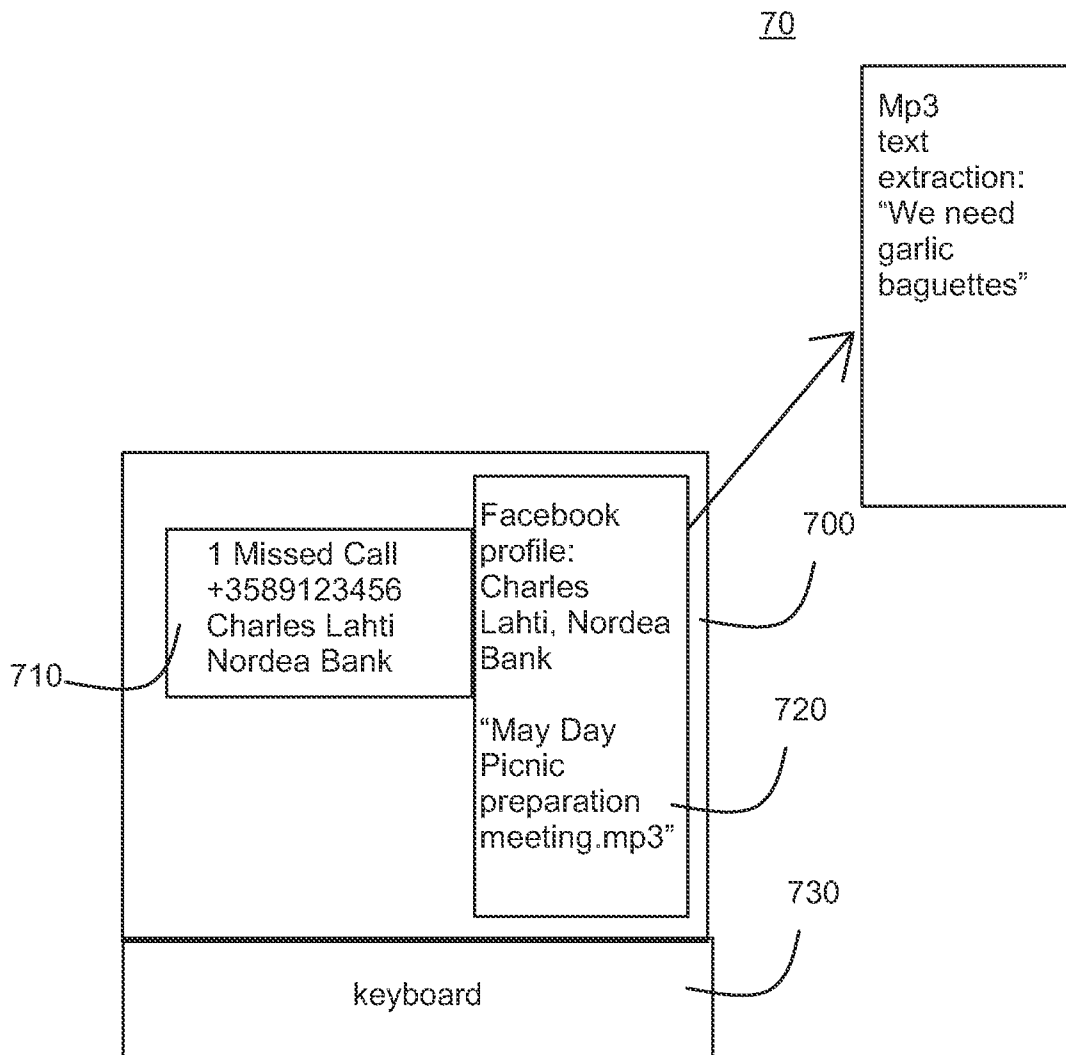 70
Mp3
text
extraction:
“We need
garlic
baguettes”
700
1 Missed Call
+3589123456
Charles Lahti
Nordea Bank
710
Facebook
profile:
Charles
Lahti, Nordea
Bank
“May Day
Picnic
preparation
meeting.mp3”
720
730
keyboard